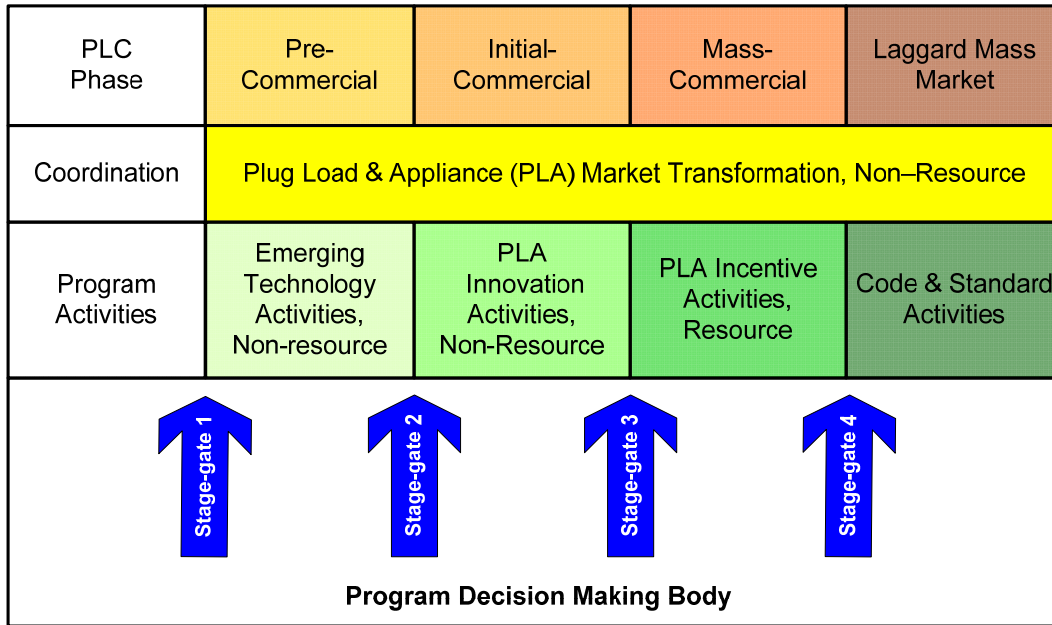 PLC
Phase
Pre-
Commercial
Initial-
Commercial
Mass-
Commercial
Laggard Mass
Market
Coordination
Plug Load & Appliance (PLA) Market Transformation, Non–Resource
Program
Activities
Emerging
Technology
Activities,
Non-resource
PLA
Innovation
Activities,
Non-Resource
PLA Incentive
Activities,
Resource
Code & Standard
Activities
Stage-gate 1
Stage-gate 2
Stage-gate 3
Stage-gate 4
Program Decision Making Body